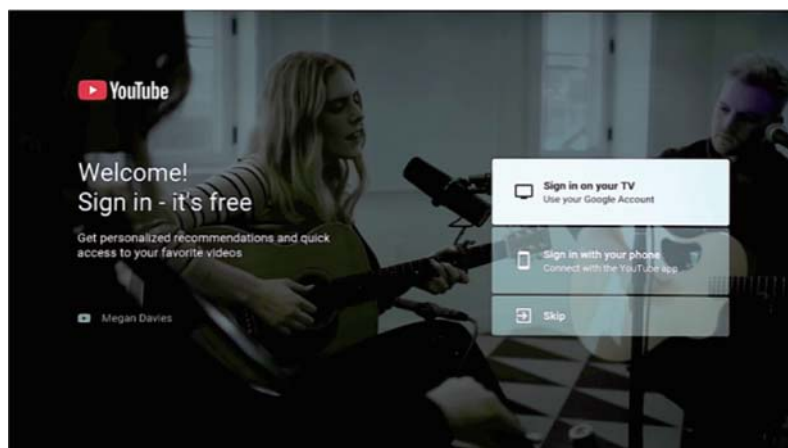 YouTube
Welcome!
Sign in - it's free
Get personalized recommendations and quick
access to your favorite videos
Megan Davies
Sign in on your TV
Use your Google Account
Sign in with your phone
Connect with the YouTube app
Skip